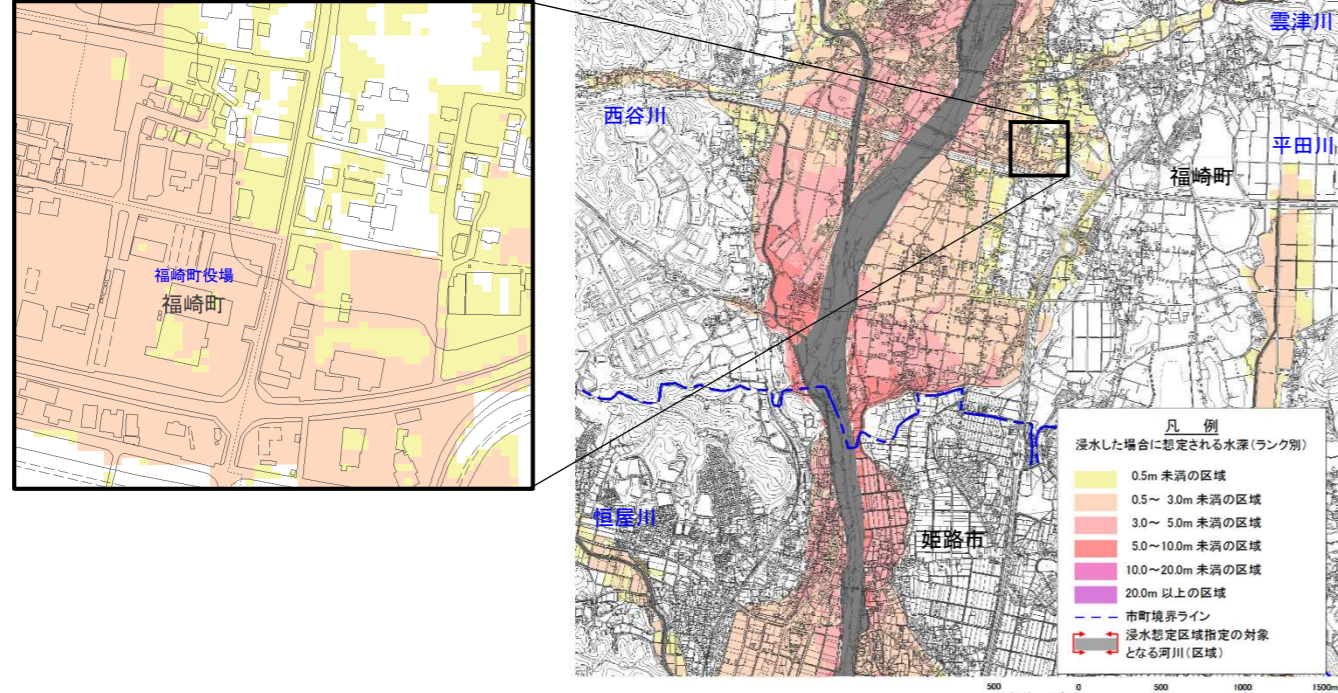 雲津川
西谷川
平田川
福崎町
福崎町役場
福崎町
恒屋川
姫路市
凡 例
浸水した場合に想定される水深(ランク別)
0.5m 未満の区域
0.5～ 3.0m 未満の区域
3.0～ 5.0m 未満の区域
5.0～10.0m 未満の区域
10.0～20.0m 未満の区域
20.0m 以上の区域
市町境界ライン
浸水想定区域指定の対象
となる河川(区域)
500 0 500 1000 1500m